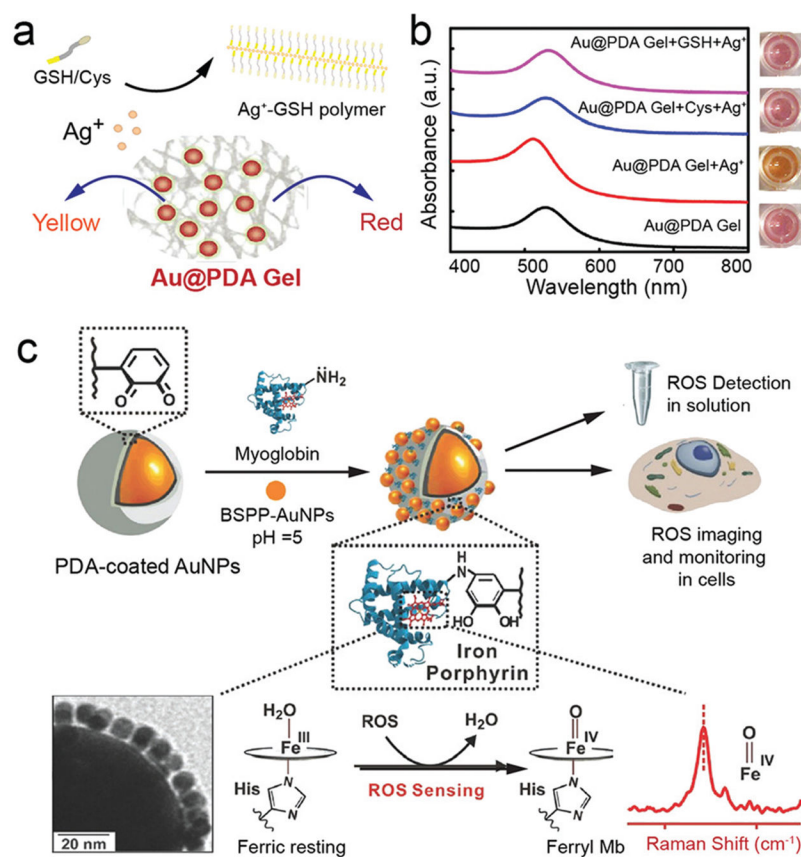 a
GSH/Cys
Ag⁺
Ag⁺-GSH polymer
Yellow
Red
Au@PDA Gel
b
Absorbance (a.u.)
Au@PDA Gel+GSH+Ag⁺
Au@PDA Gel+Cys+Ag⁺
Au@PDA Gel+Ag⁺
Au@PDA Gel
400 500 600 700 800
Wavelength (nm)
c
O O
PDA-coated AuNPs
N̈H₂
Myoglobin
BSPP-AuNPs
pH =5
ROS Detection
in solution
ROS imaging
and monitoring
in cells
H
N
HO OH
Iron
Porphyrin
20 nm
H₂O
Fe III
His
N
N
Ferric resting
ROS
H₂O
ROS Sensing
O
Fe IV
His
N
N
Ferryl Mb
O
Fe IV
Raman Shift (cm⁻¹)